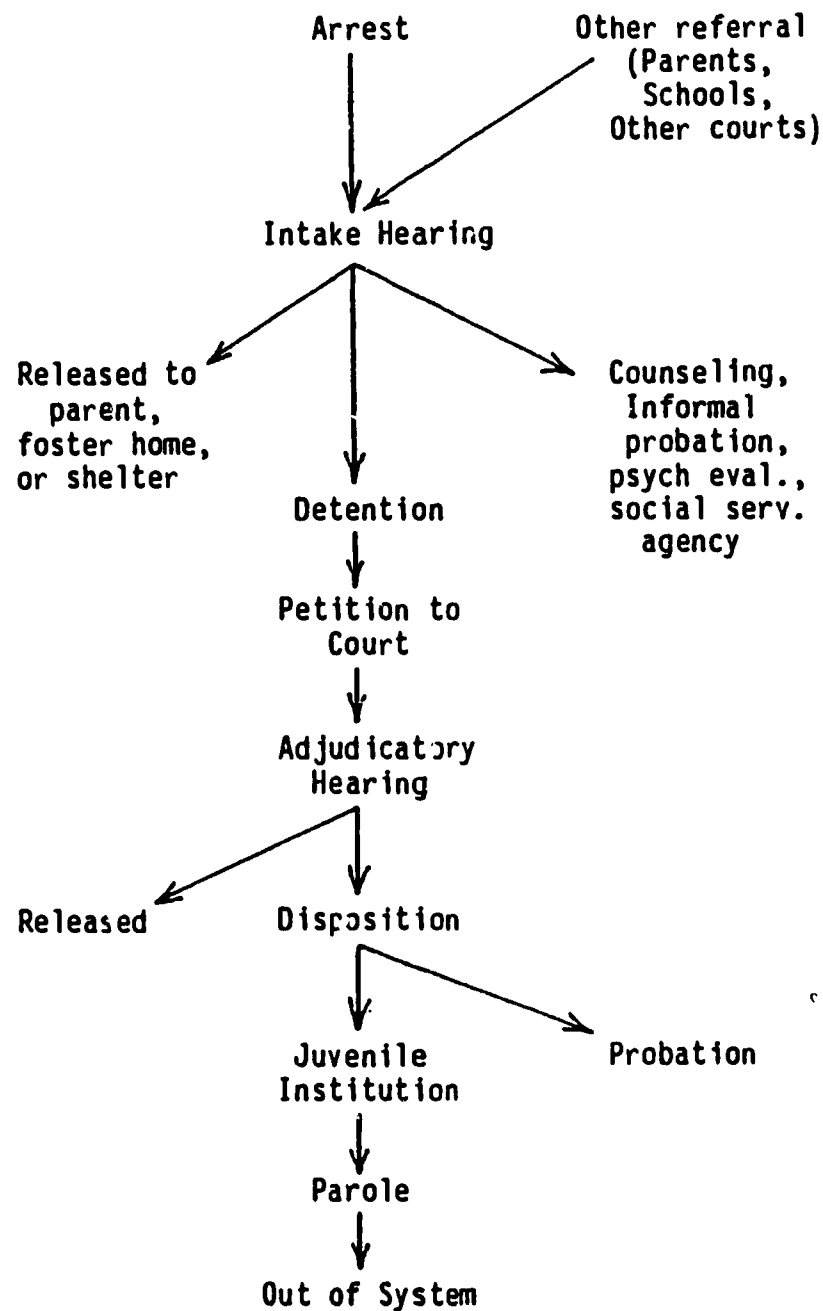 Arrest
Other referral
(Parents,
Schools,
Other courts)
Intake Hearing
Released to
parent,
foster home,
or shelter
Counseling,
Informal
probation,
psych eval.,
social serv.
agency
Detention
Petition to
Court
Adjudicatory
Hearing
Released
Disposition
Juvenile
Institution
Probation
Parole
Out of System